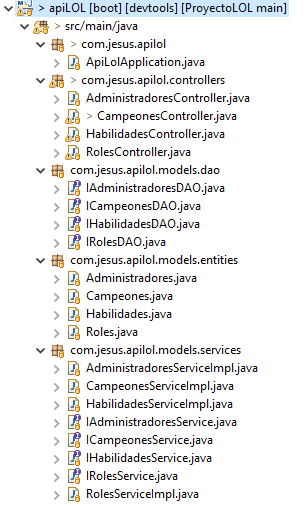 > apiLOL [boot] [devtools] [ProyectoLOL main]
> src/main/java
> com.jesus.apilol
ApiLolApplication.java
> com.jesus.apilol.controllers
AdministradoresController.java
> CampeonesController.java
HabilidadesController.java
RolesController.java
com.jesus.apilol.models.dao
IAdministradoresDAO.java
ICampeonesDAO.java
IHabilidadesDAO.java
IRolesDAO.java
com.jesus.apilol.models.entities
Administradores.java
Campeones.java
Habilidades.java
Roles.java
com.jesus.apilol.models.services
AdministradoresServiceImpl.java
CampeonesServiceImpl.java
HabilidadesServiceImpl.java
IAdministradoresService.java
ICampeonesService.java
IHabilidadesService.java
IRolesService.java
RolesServiceImpl.java